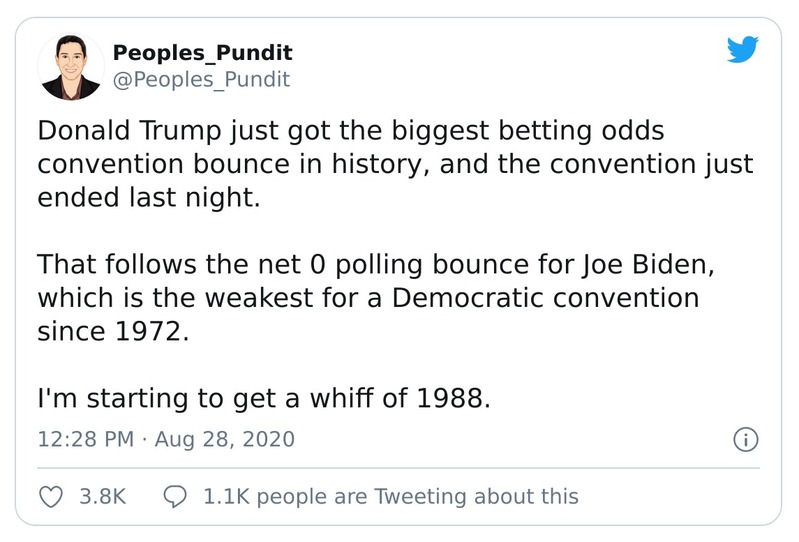 Peoples_Pundit
@Peoples_Pundit
Donald Trump just got the biggest betting odds
convention bounce in history, and the convention just
ended last night.
That follows the net 0 polling bounce for Joe Biden,
which is the weakest for a Democratic convention
since 1972.
I'm starting to get a whiff of 1988.
12:28 PM · Aug 28, 2020
3.8K 1.1K people are Tweeting about this